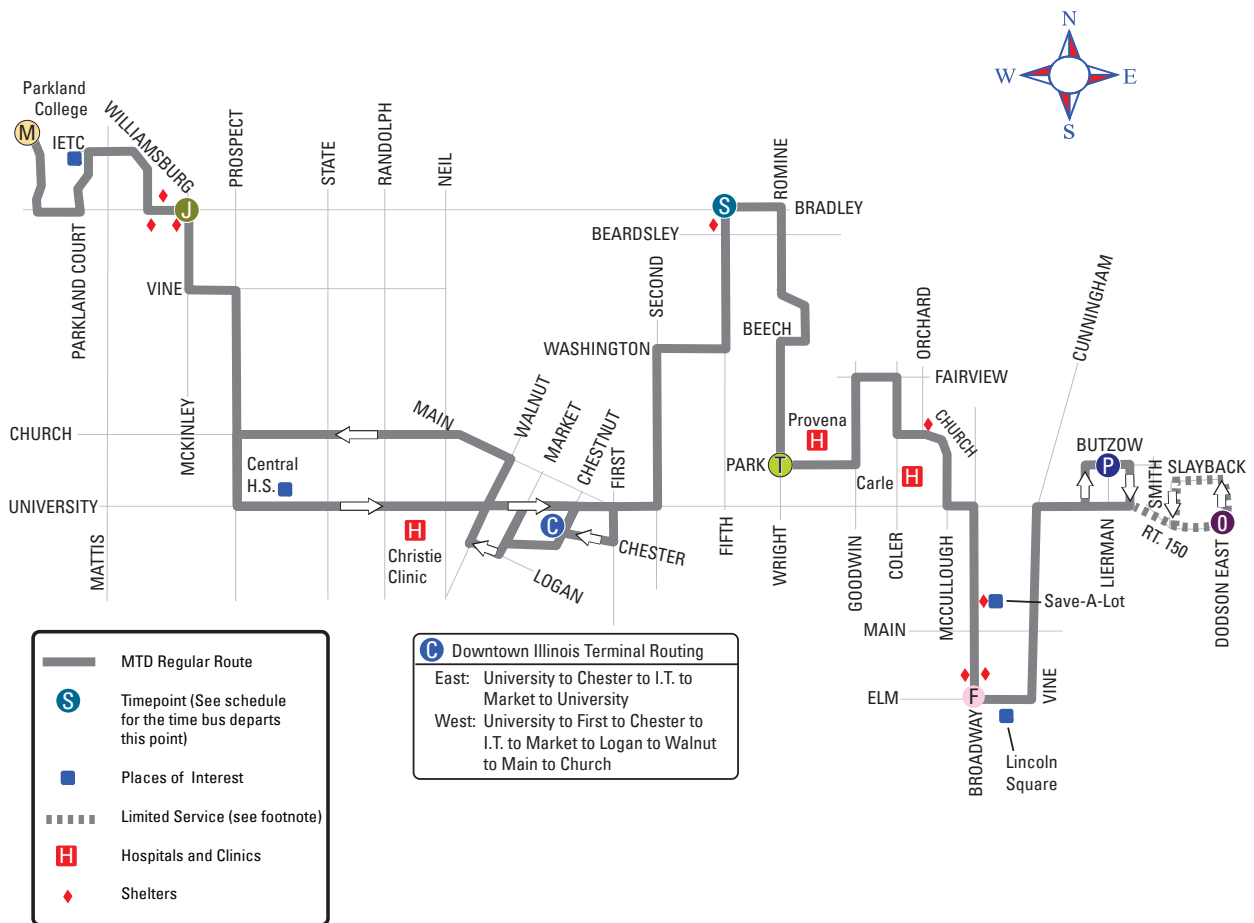 N
W
E
S
Parkland
College
M
IETC
WILLIAMSBURG
J
PROSPECT
STATE
RANDOLPH
NEIL
S
ROMINE
BRADLEY
BEARDSLEY
PARKLAND COURT
VINE
SECOND
BEECH
WASHINGTON
ORCHARD
CUNNINGHAM
FAIRVIEW
MCKINLEY
MAIN
WALNUT
MARKET
CHESTNUT
FIRST
CHURCH
CHURCH
Provena
H
PARK
T
Central
H.S.
Carle
H
BUTZOW
P
SMITH
SLAYBACK
UNIVERSITY
MATTIS
H
Christie
Clinic
C
CHESTER
LOGAN
FIFTH
WRIGHT
GOODWIN
COLER
MCCULLOUGH
LIERMAN
RT. 150
O
DODSON EAST
Save-A-Lot
MAIN
VINE
ELM
F
BROADWAY
Lincoln
Square
MTD Regular Route
S
Timepoint (See schedule
for the time bus departs
this point)
Places of Interest
Limited Service (see footnote)
H
Hospitals and Clinics
Shelters
C Downtown Illinois Terminal Routing
East: University to Chester to I.T. to
Market to University
West: University to First to Chester to
I.T. to Market to Logan to Walnut
to Main to Church